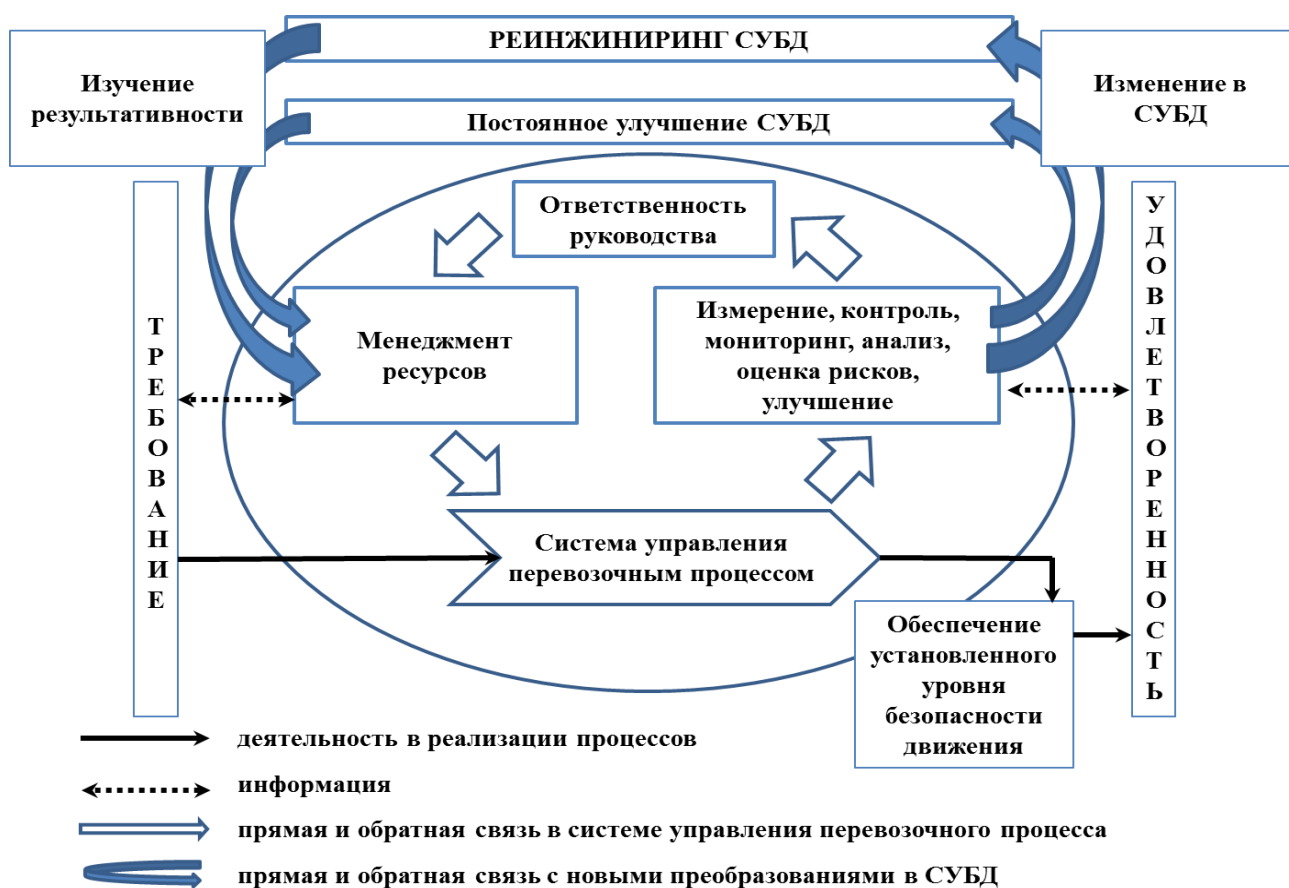 РЕИНЖИНИРИНГ СУБД
Изучение
результативности
Изменение в
СУБД
Постоянное улучшение СУБД
Ответственность
руководства
ТРЕБОВАНИЕ
Менеджмент
ресурсов
Измерение, контроль,
мониторинг, анализ,
оценка рисков,
улучшение
УДОВЛЕТВОРЕННОСТЬ
Система управления
перевозочным процессом
Обеспечение
установленного
уровня
безопасности
движения
деятельность в реализации процессов
информация
прямая и обратная связь в системе управления перевозочного процесса
прямая и обратная связь с новыми преобразованиями в СУБД